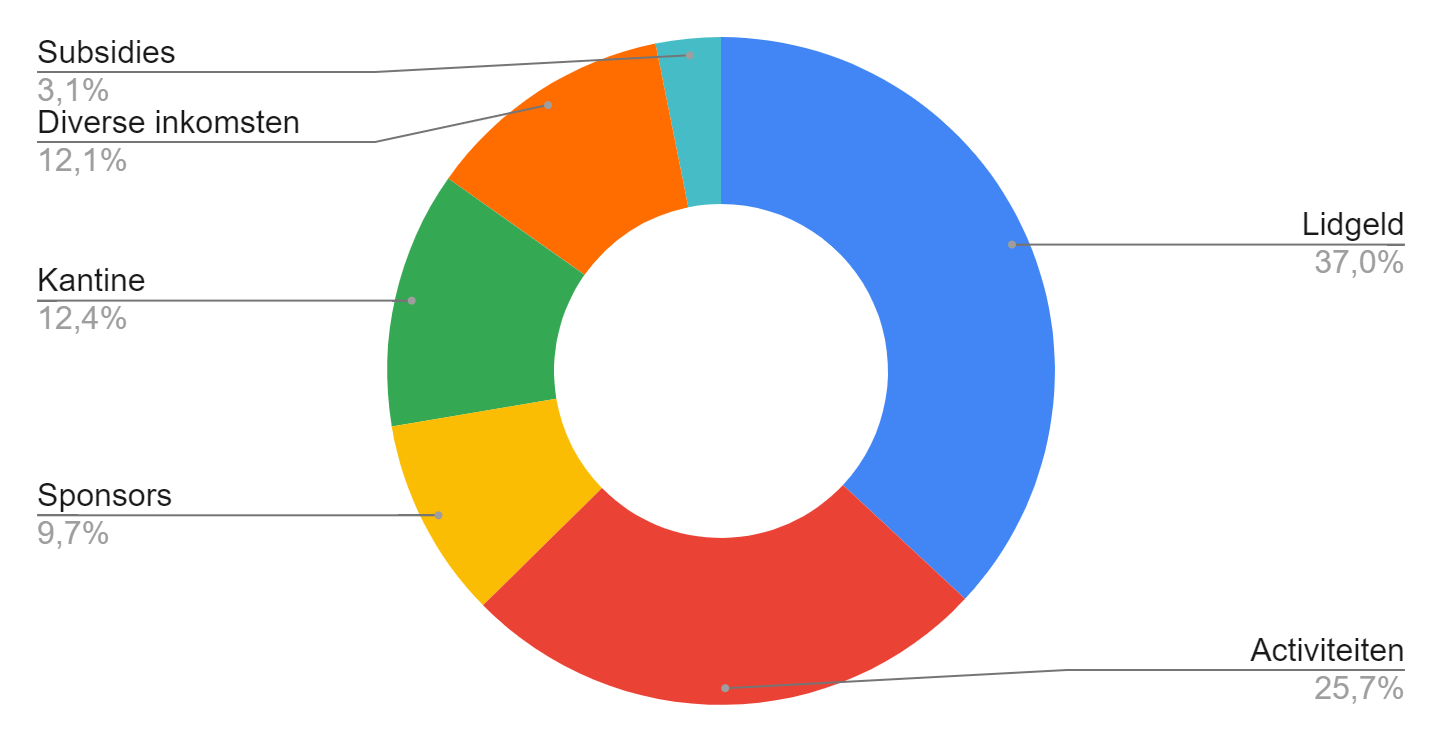 Subsidies
3,1%
Diverse inkomsten
12,1%
Kantine
12,4%
Sponsors
9,7%
Lidgeld
37,0%
Activiteiten
25,7%